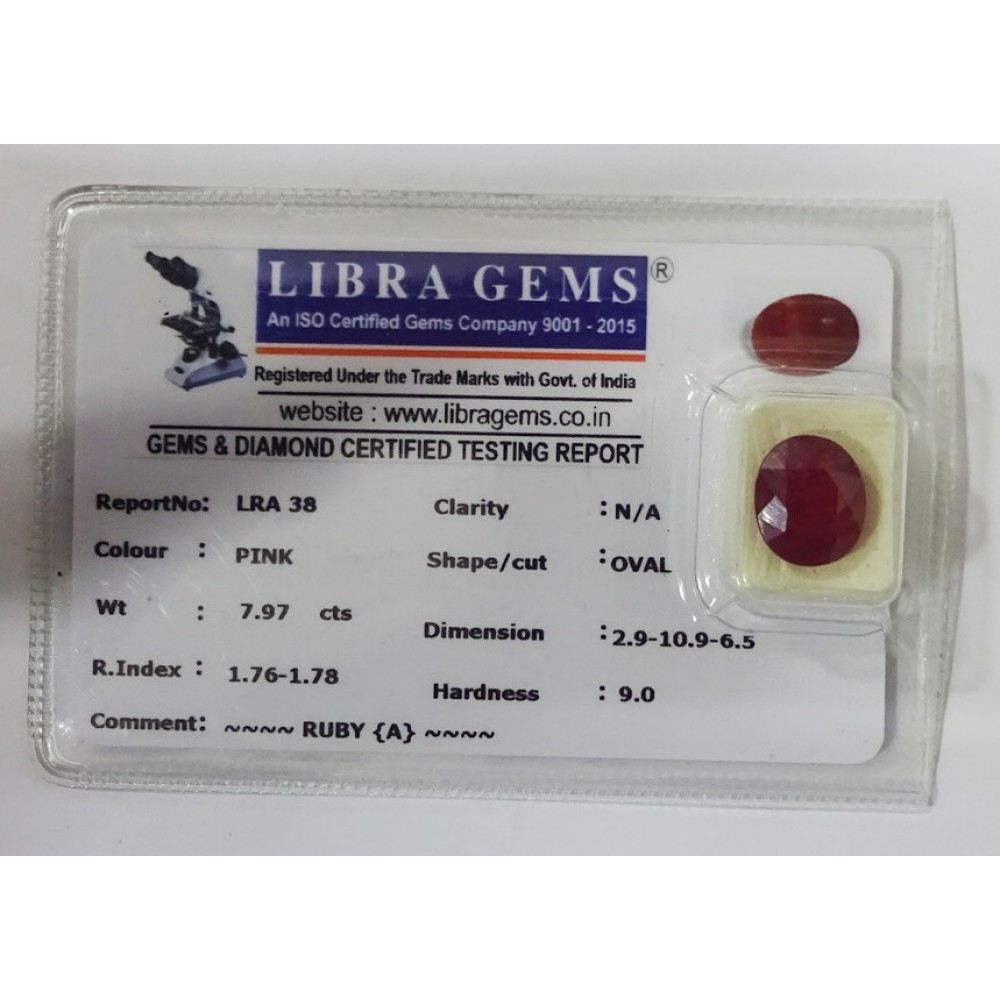 LIBRA GEMS ®
An ISO Certified Gems Company 9001 - 2015
Registered Under the Trade Marks with Govt. of India
website : www.libragems.co.in
GEMS & DIAMOND CERTIFIED TESTING REPORT
ReportNo: LRA 38
Clarity : N/A
Colour : PINK
Shape/cut : OVAL
Wt : 7.97 cts
Dimension : 2.9-10.9-6.5
R.Index : 1.76-1.78
Hardness : 9.0
Comment: ~~~~ RUBY {A} ~~~~